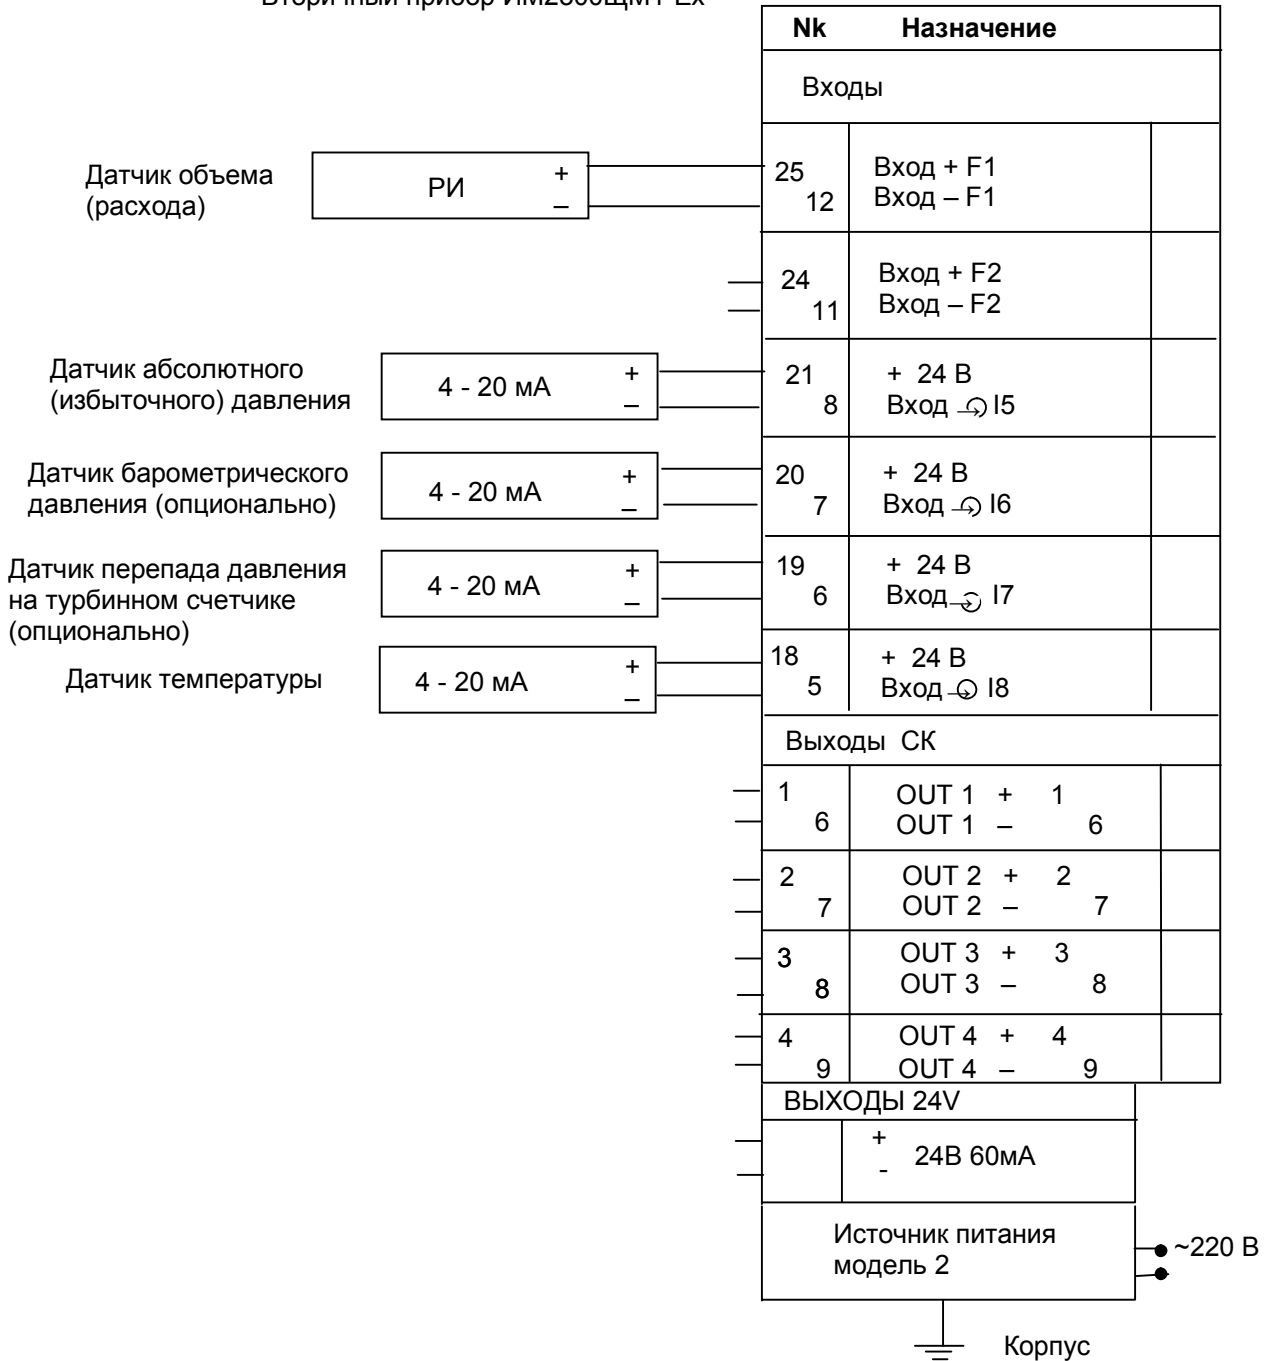 Вторичный прибор
Nk Назначение
Входы
Датчик объема
(расхода)
РИ + –
25 Вход + F1
12 Вход – F1
24 Вход + F2
11 Вход – F2
Датчик абсолютного
(избыточного) давления
4 - 20 мА + –
21 + 24 В
8 Вход I5
Датчик барометрического
давления (опционально)
4 - 20 мА + –
20 + 24 В
7 Вход I6
Датчик перепада давления
на турбинном счетчике
(опционально)
4 - 20 мА + –
19 + 24 В
6 Вход I7
Датчик температуры
4 - 20 мА + –
18 + 24 В
5 Вход I8
Выходы СК
1 OUT 1 + 1
6 OUT 1 – 6
2 OUT 2 + 2
7 OUT 2 – 7
3 OUT 3 + 3
8 OUT 3 – 8
4 OUT 4 + 4
9 OUT 4 – 9
ВЫХОДЫ 24V
+
- 24В 60мА
Источник питания
модель 2
~220 В
Корпус